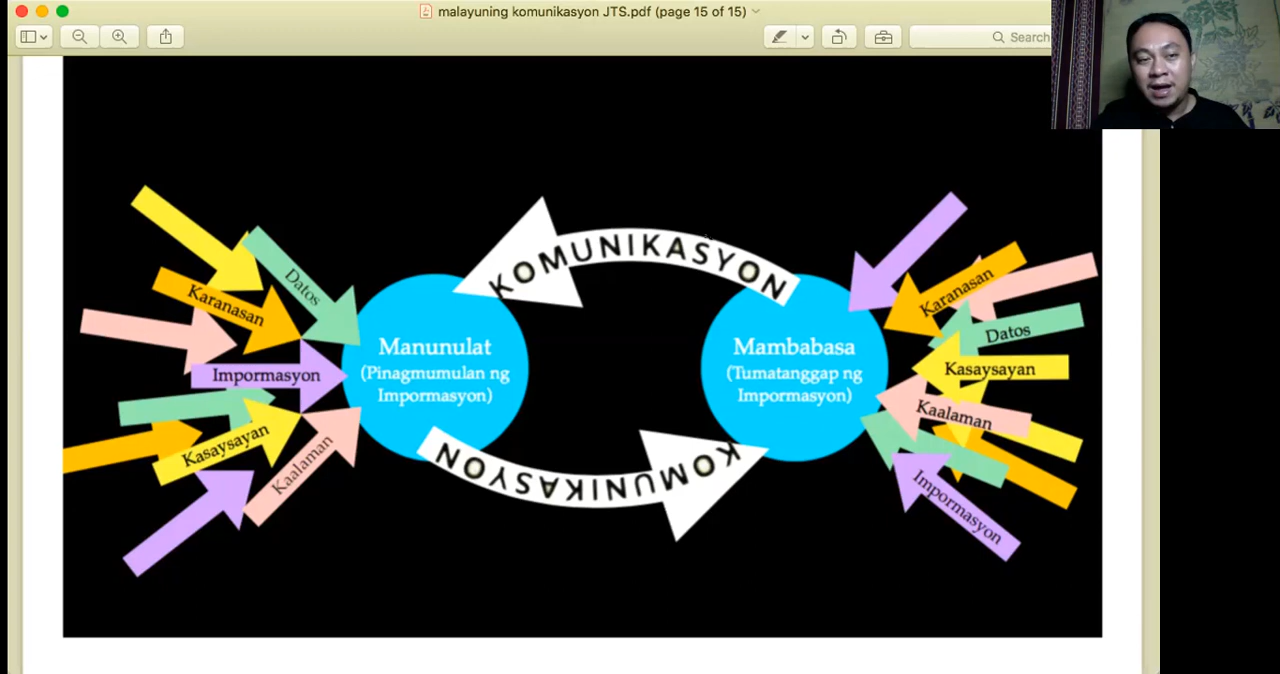 malayuning komunikasyon JTS.pdf (page 15 of 15)
Search
KOMUNIKASYON
Datos
Karanasan
Impormasyon
Kasaysayan
Kaalaman
Manunulat
(Pinagmumulan ng
Impormasyon)
Mambabasa
(Tumatanggap ng
Impormasyon)
Karanasan
Datos
Kasaysayan
Kaalaman
Impormasyon
KOMUNIKASYON